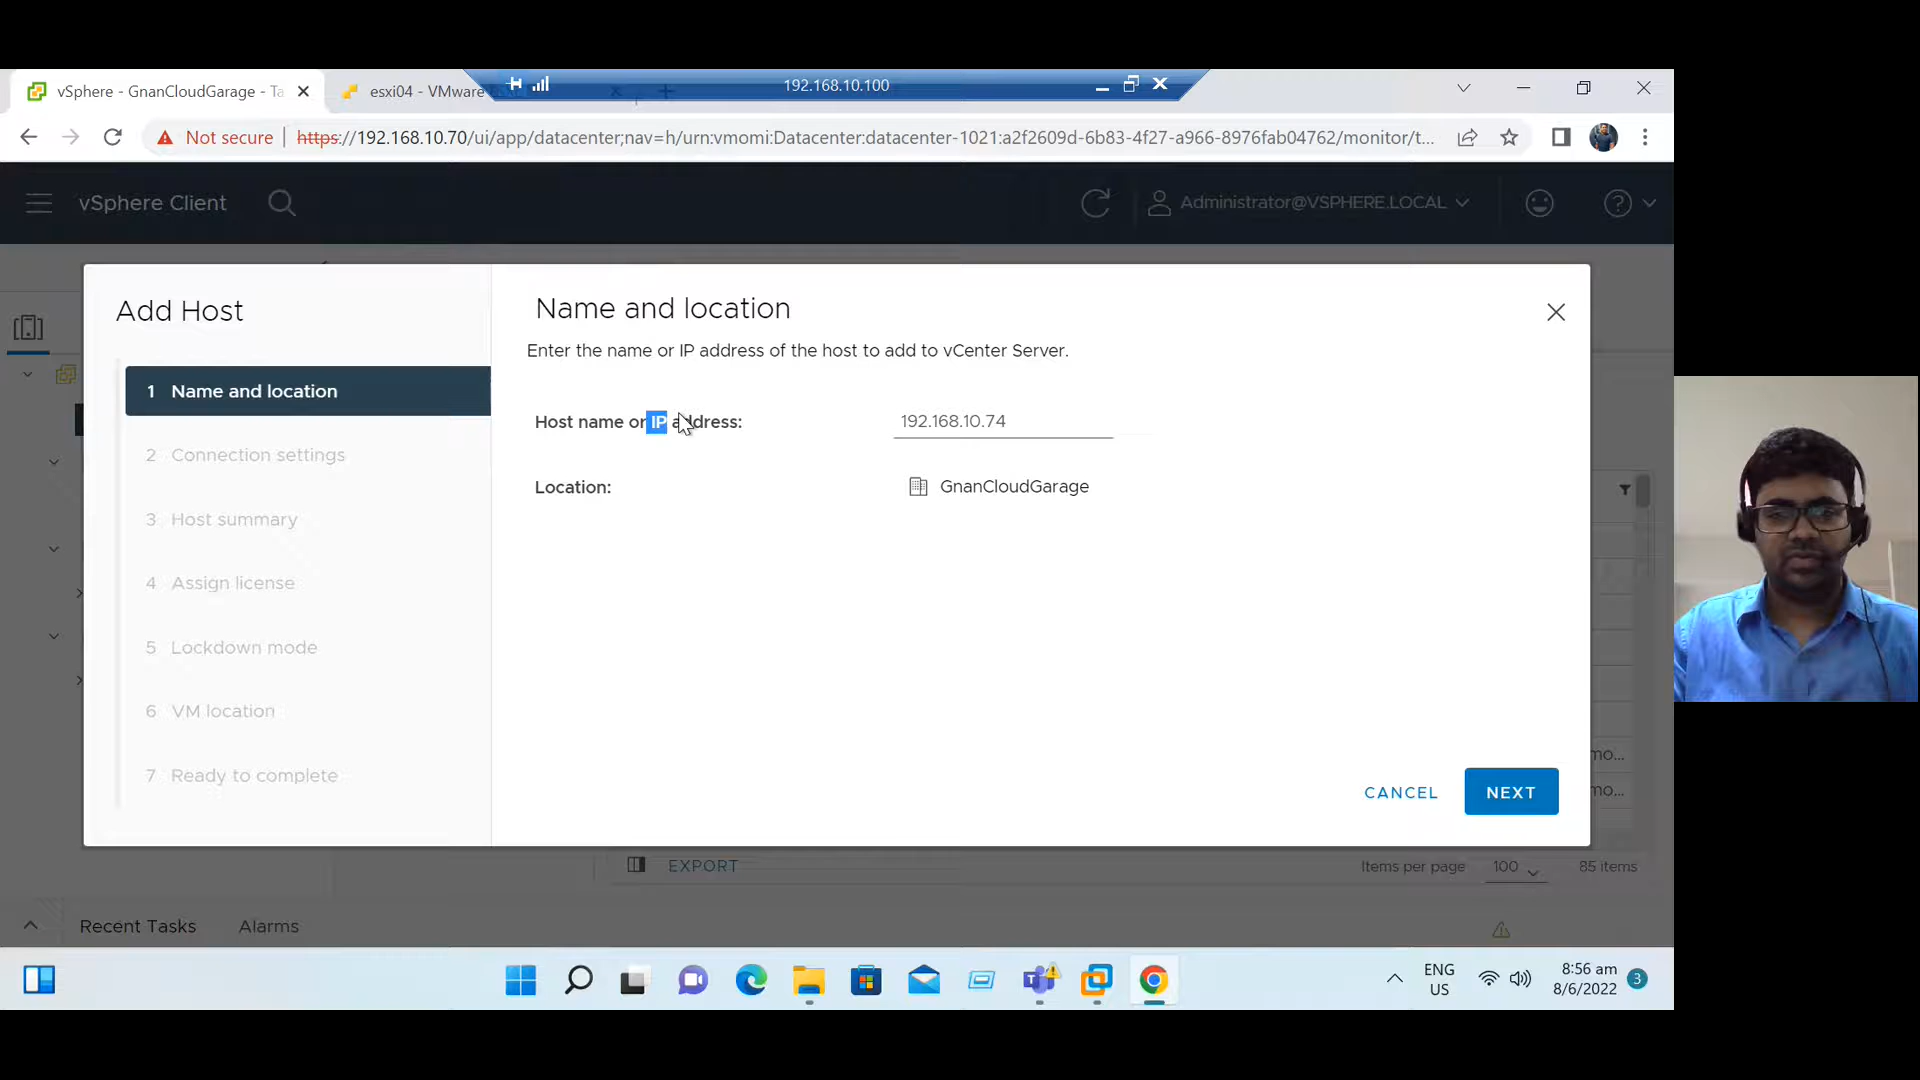 vSphere - GnanCloudGarage - Ta
esxi04 - VMware
192.168.10.100
Not secure | https://192.168.10.70/ui/app/datacenter;nav=h/urn:vmomi:Datacenter:datacenter-1021:a2f2609d-6b83-4f27-a966-8976fab04762/monitor/t...
vSphere Client
Administrator@VSPHERE.LOCAL
Add Host
1 Name and location
2 Connection settings
3 Host summary
4 Assign license
5 Lockdown mode
6 VM location
7 Ready to complete
Name and location
Enter the name or IP address of the host to add to vCenter Server.
Host name or IP address:
192.168.10.74
Location:
GnanCloudGarage
CANCEL
NEXT
mo...
mo...
EXPORT
Items per page
100
85 items
Recent Tasks
Alarms
ENG
US
8:56 am
8/6/2022
3